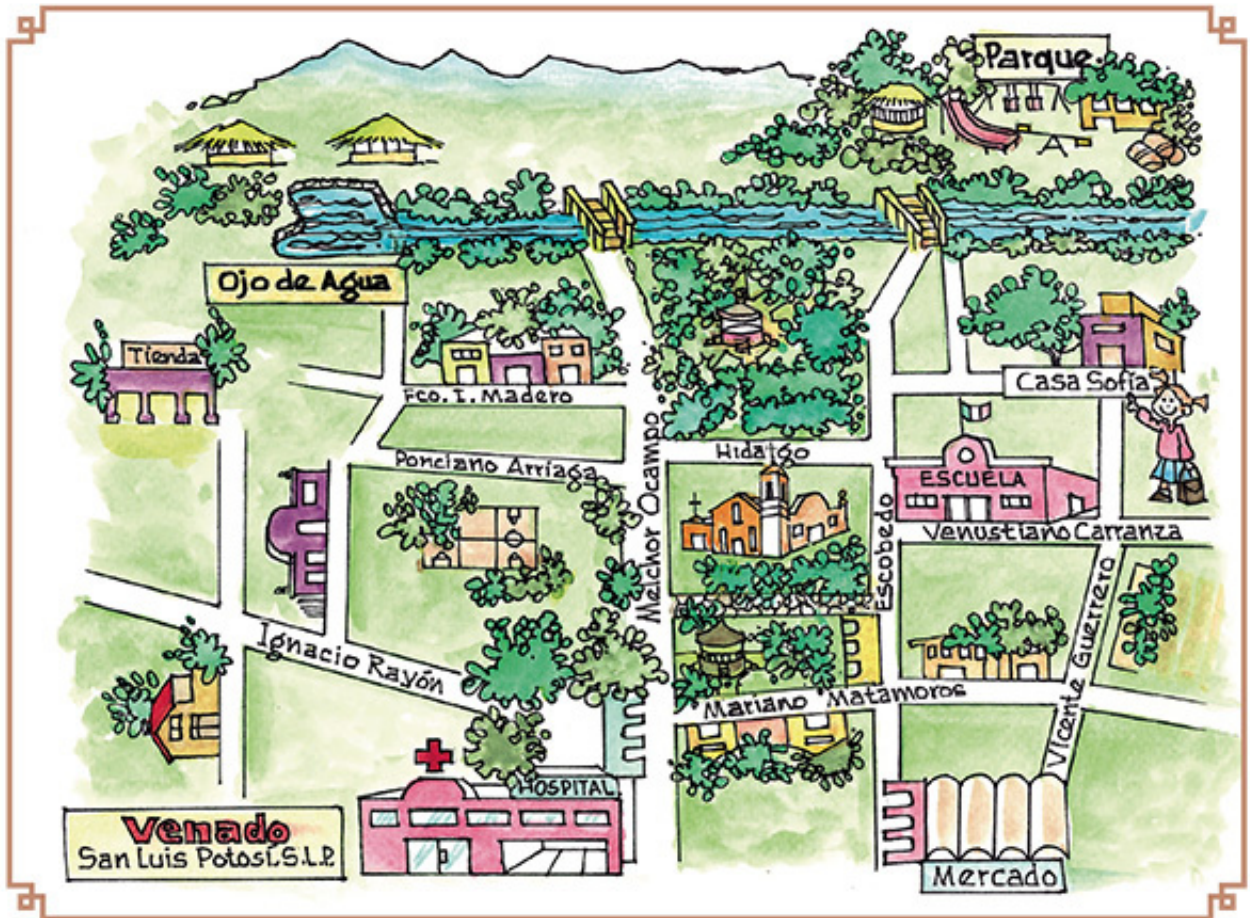 Parque
Ojo de Agua
Tienda
Casa Sofía
Fco. I. Madero
Hidalgo
Ponciano Arriaga
Melchor Ocampo
ESCUELA
Venustiano Carranza
Escobedo
Vicente Guerrero
Ignacio Rayón
Mariano Matamoros
HOSPITAL
Venado
San Luis Potosí, S.L.P.
Mercado